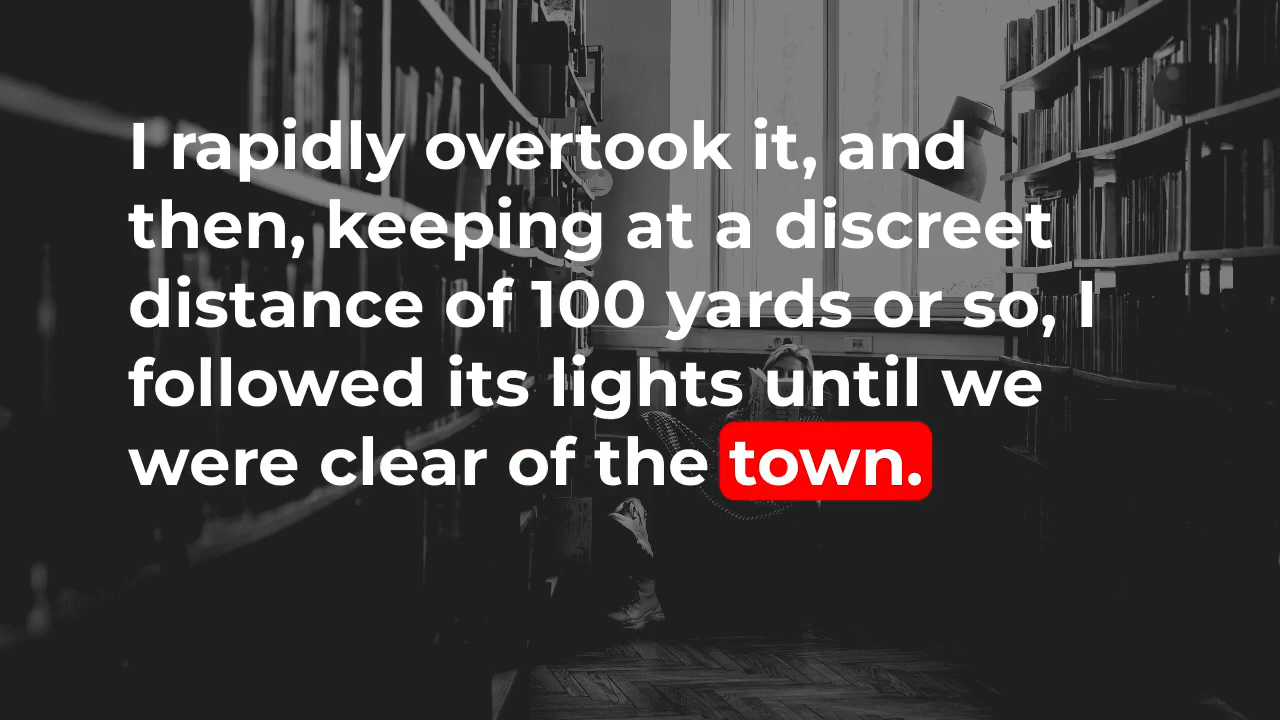 I rapidly overtook it, and
then, keeping at a discreet
distance of 100 yards or so, I
followed its lights until we
were clear of the town.